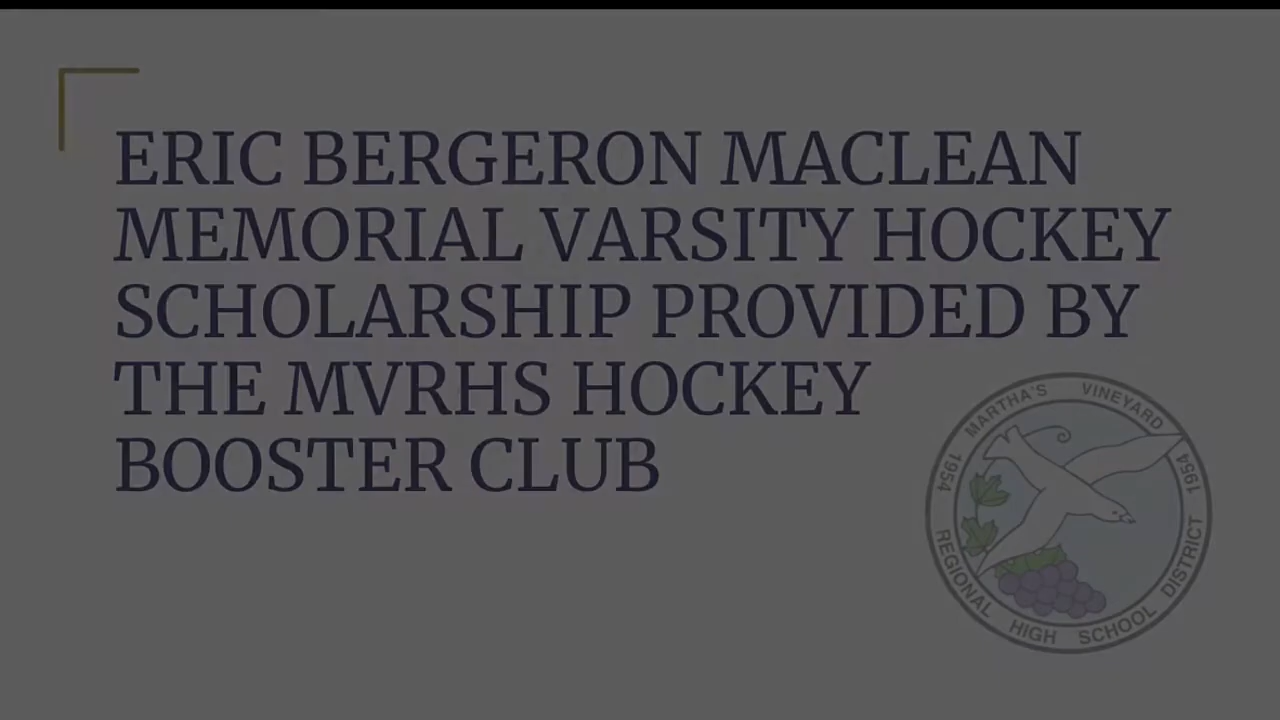 ERIC BERGERON MACLEAN
MEMORIAL VARSITY HOCKEY
SCHOLARSHIP PROVIDED BY
THE MVRHS HOCKEY
BOOSTER CLUB
1954 MARTHA'S VINEYARD 1954
REGIONAL HIGH SCHOOL DISTRICT